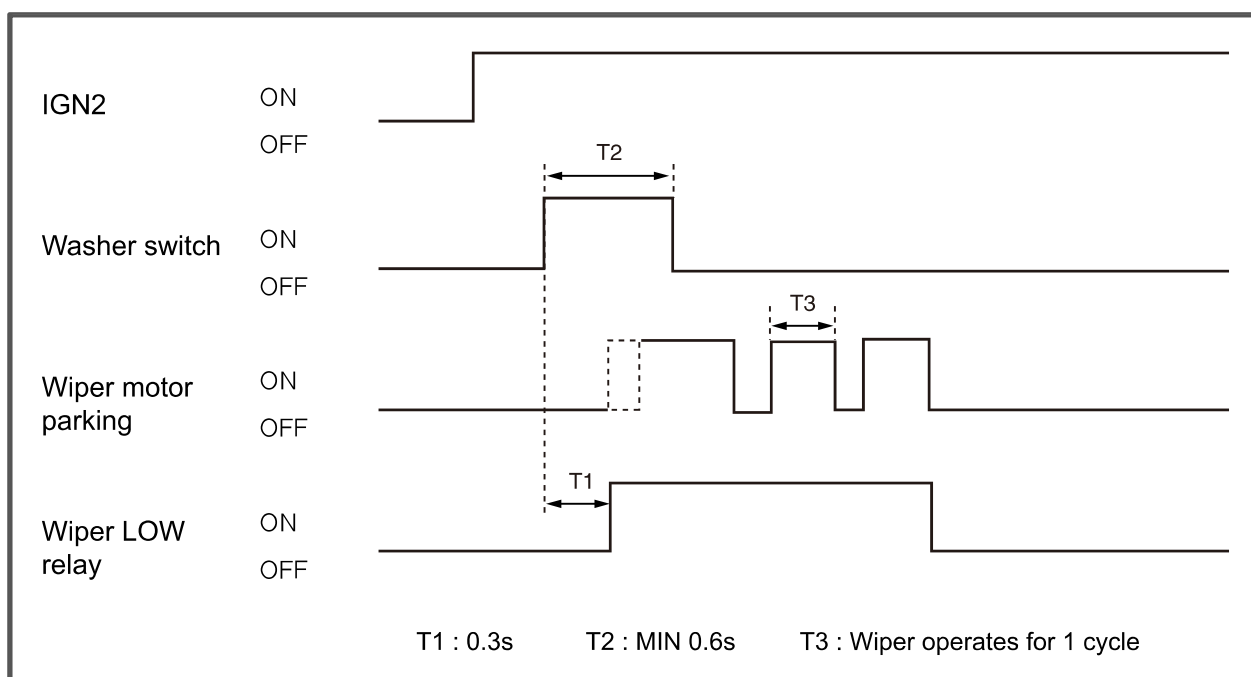 IGN2
ON
OFF
T2
Washer switch
ON
OFF
T3
Wiper motor
parking
ON
OFF
T1
Wiper LOW
relay
ON
OFF
T1 : 0.3s
T2 : MIN 0.6s
T3 : Wiper operates for 1 cycle